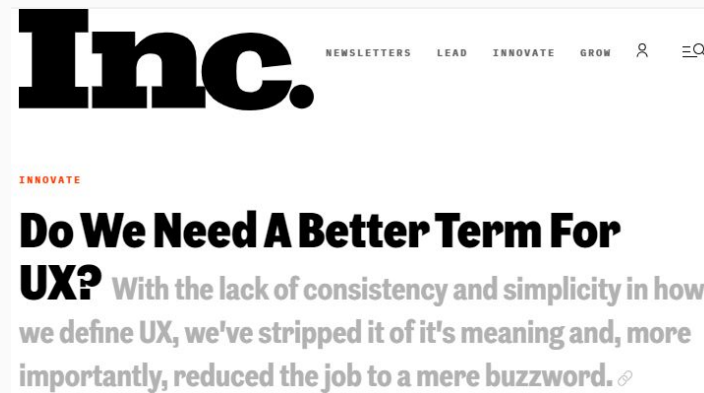 Inc.
NEWSLETTERS LEAD INNOVATE GROW
INNOVATE
Do We Need A Better Term For
UX? With the lack of consistency and simplicity in how
we define UX, we've stripped it of it's meaning and, more
importantly, reduced the job to a mere buzzword.